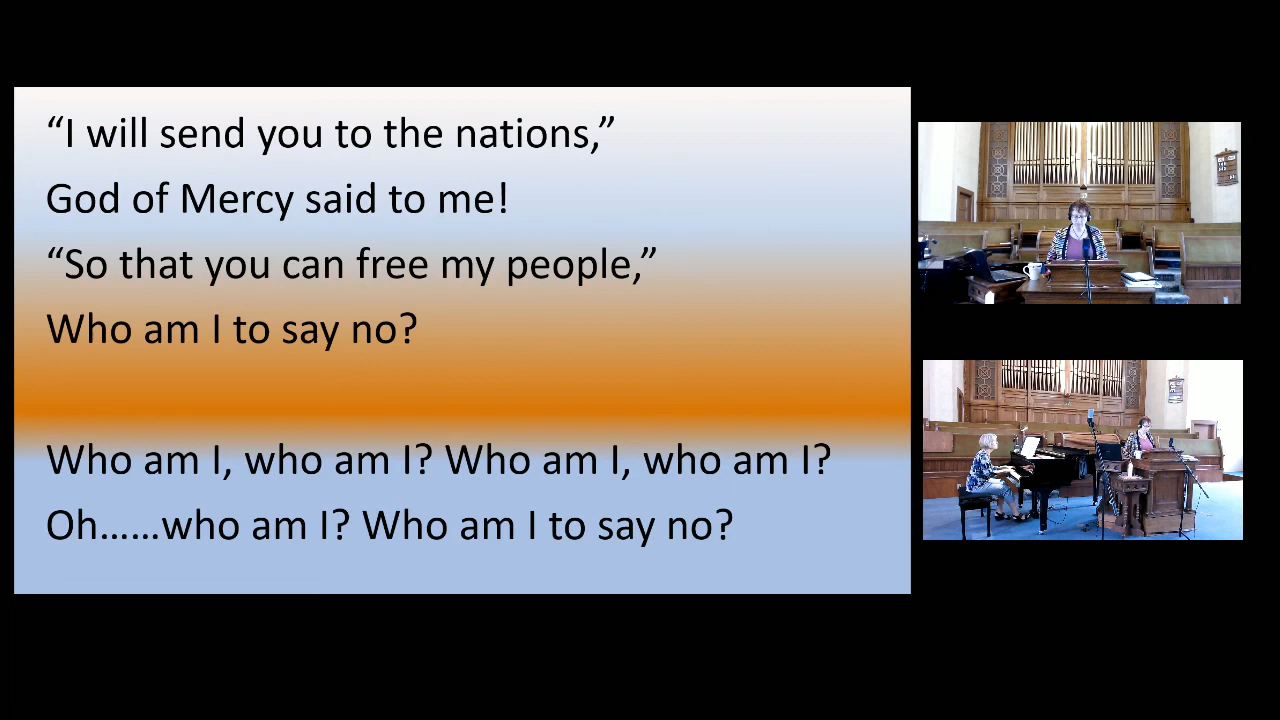 “I will send you to the nations,”
God of Mercy said to me!
“So that you can free my people,”
Who am I to say no?
Who am I, who am I? Who am I, who am I?
Oh......who am I? Who am I to say no?